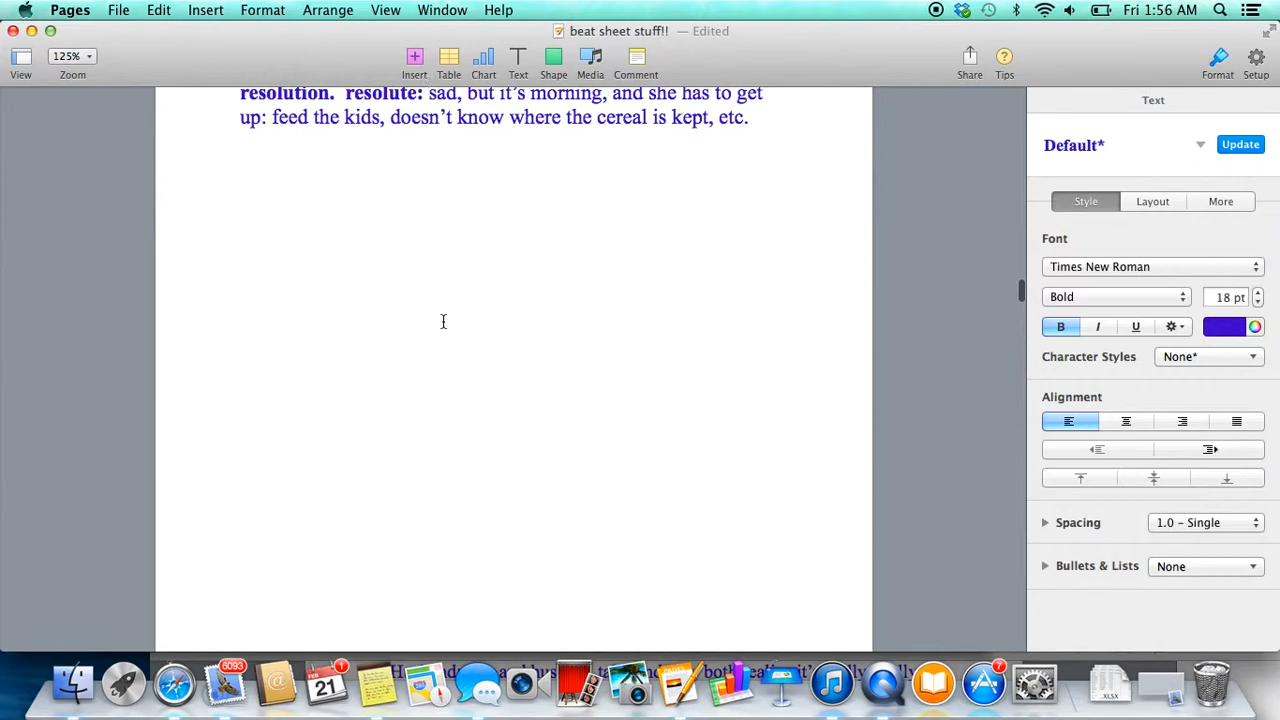 Pages File Edit Insert Format Arrange View Window Help Fri 1:56 AM
beat sheet stuff!! — Edited
125%
View Zoom Insert Table Chart Text Shape Media Comment Share Tips Format Setup
resolution. resolute: sad, but it's morning, and she has to get
up: feed the kids, doesn't know where the cereal is kept, etc.
Text
Default* Update
Style Layout More
Font
Times New Roman
Bold 18 pt
B I U
Character Styles None*
Alignment
Spacing 1.0 – Single
Bullets & Lists None
6093
1
FEB
21
7
XLSX